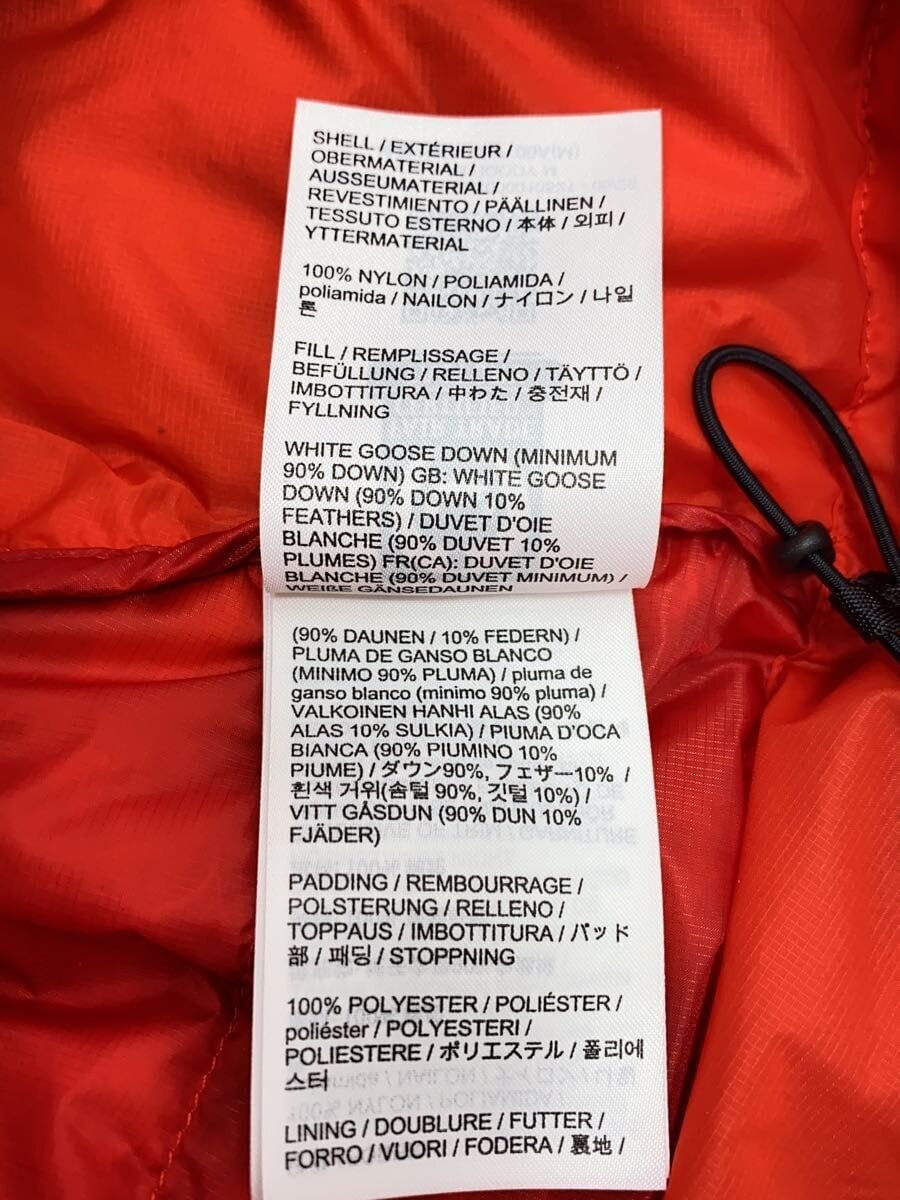 SHELL / EXTÉRIEUR /
OBERMATERIAL /
AUSSEUMATERIAL /
REVESTIMIENTO / PÄÄLLINEN /
TESSUTO ESTERNO / 本体 / 외피 /
YTTERMATERIAL
100% NYLON / POLIAMIDA /
poliamida / NAILON / ナイロン / 나일
론
FILL / REMPLISSAGE /
BEFÜLLUNG / RELLENO / TÄYTTÖ /
IMBOTTITURA / 中わた / 충전재 /
FYLLNING
WHITE GOOSE DOWN (MINIMUM
90% DOWN) GB: WHITE GOOSE
DOWN (90% DOWN 10%
FEATHERS) / DUVET D'OIE
BLANCHE (90% DUVET 10%
PLUMES) FR(CA): DUVET D'OIE
BLANCHE (90% DUVET MINIMUM) /
WEIßE GÄNSEDAUNEN
(90% DAUNEN / 10% FEDERN) /
PLUMA DE GANSO BLANCO
(MINIMO 90% PLUMA) / pluma de
ganso blanco (minimo 90% pluma) /
VALKOINEN HANHI ALAS (90%
ALAS 10% SULKIA) / PIUMA D'OCA
BIANCA (90% PIUMINO 10%
PIUME) / ダウン90%, フェザー10% /
흰색 거위(솜털 90%, 깃털 10%) /
VITT GÅSDUN (90% DUN 10%
FJÄDER)
PADDING / REMBOURRAGE /
POLSTERUNG / RELLENO /
TOPPAUS / IMBOTTITURA / パッド
部 / 패딩 / STOPPNING
100% POLYESTER / POLIÉSTER /
poliéster / POLYESTERI /
POLIESTERE / ポリエステル / 폴리에
스터
LINING / DOUBLURE / FUTTER /
FORRO / VUORI / FODERA / 裏地 /